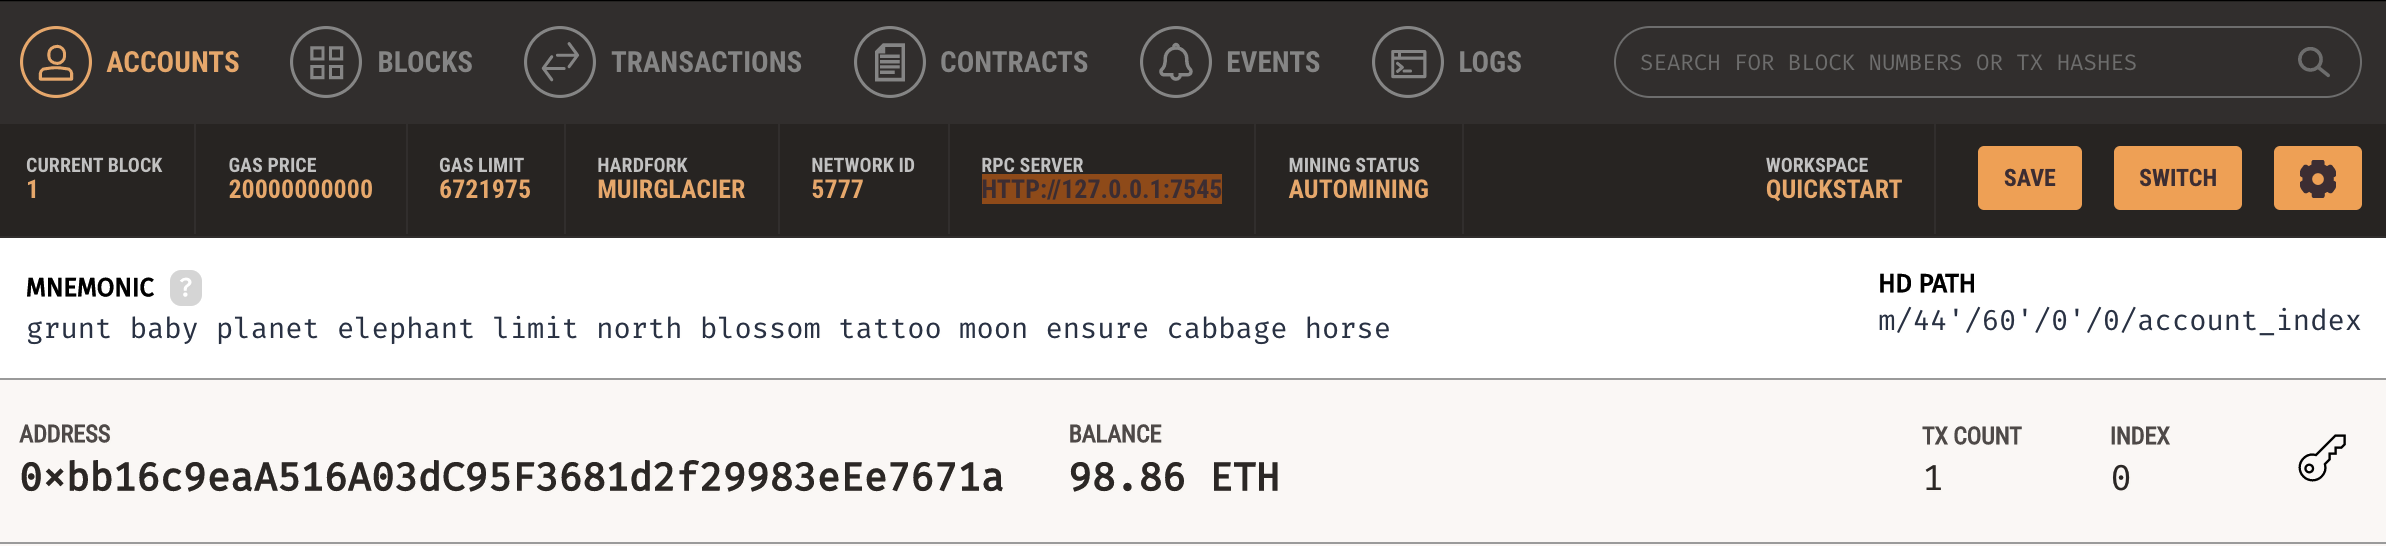 ACCOUNTS BLOCKS TRANSACTIONS CONTRACTS EVENTS LOGS SEARCH FOR BLOCK NUMBERS OR TX HASHES
CURRENT BLOCK GAS PRICE GAS LIMIT HARDFORK NETWORK ID RPC SERVER MINING STATUS WORKSPACE
1 20000000000 6721975 MUIRGLACIER 5777 HTTP://127.0.0.1:7545 AUTOMINING QUICKSTART SAVE SWITCH
MNEMONIC ? HD PATH
grunt baby planet elephant limit north blossom tattoo moon ensure cabbage horse m/44'/60'/0'/0/account_index
ADDRESS BALANCE TX COUNT INDEX
0×bb16c9eaA516A03dC95F3681d2f29983eEe7671a 98.86 ETH 1 0